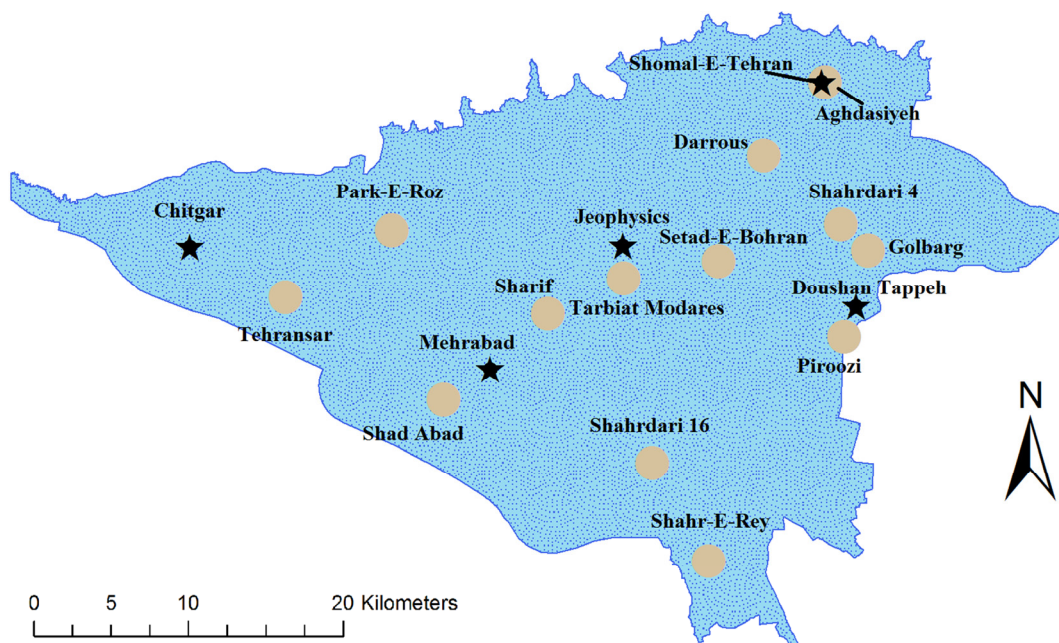 Shomal-E-Tehran
Aghdasiyeh
Darrous
Park-E-Roz
Shahrdari 4
Chitgar
Jeophysics
Setad-E-Bohran
Golbarg
Sharif
Doushan Tappeh
Tarbiat Modares
Tehransar
Mehrabad
Piroozi
Shad Abad
Shahrdari 16
N
Shahr-E-Rey
0 5 10 20 Kilometers